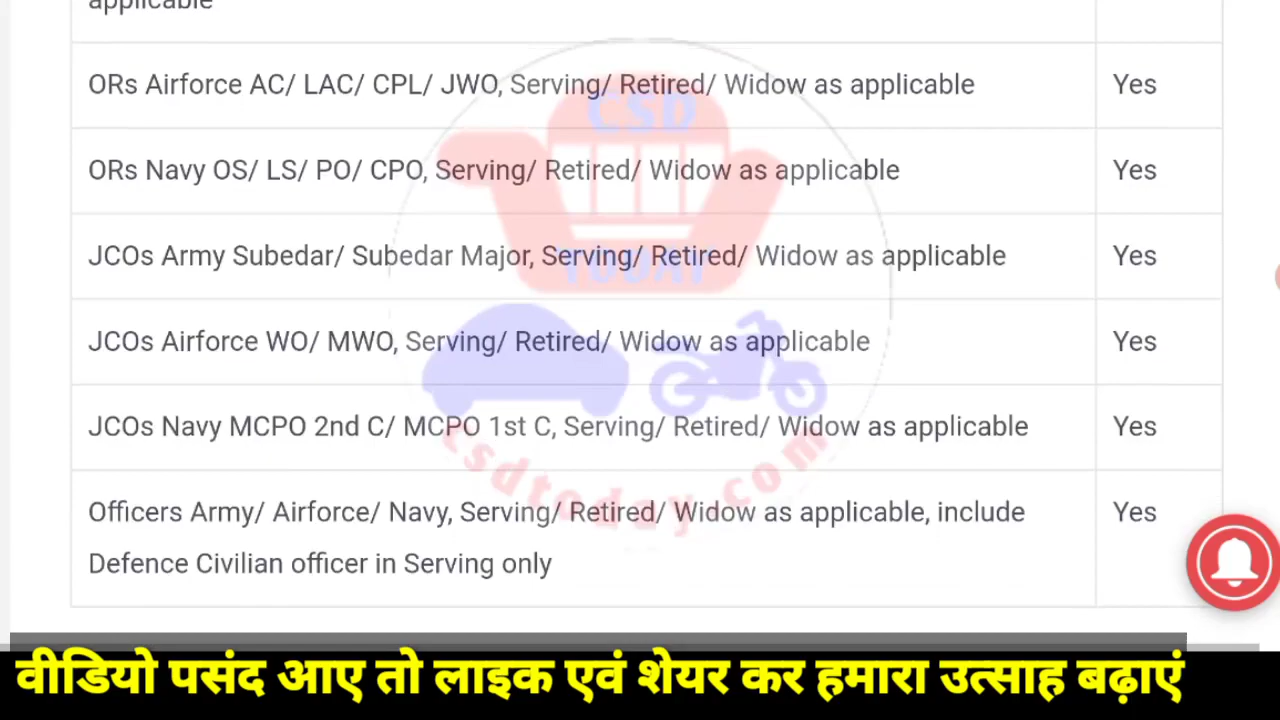 applicable
ORs Airforce AC/ LAC/ CPL/ JWO, Serving/ Retired/ Widow as applicable Yes
ORs Navy OS/ LS/ PO/ CPO, Serving/ Retired/ Widow as applicable Yes
JCOs Army Subedar/ Subedar Major, Serving/ Retired/ Widow as applicable Yes
JCOs Airforce WO/ MWO, Serving/ Retired/ Widow as applicable Yes
JCOs Navy MCPO 2nd C/ MCPO 1st C, Serving/ Retired/ Widow as applicable Yes
Officers Army/ Airforce/ Navy, Serving/ Retired/ Widow as applicable, include Yes
Defence Civilian officer in Serving only
CSD
TODAY
csdtoday.com
वीडियो पसंद आए तो लाइक एवं शेयर कर हमारा उत्साह बढ़ाएं